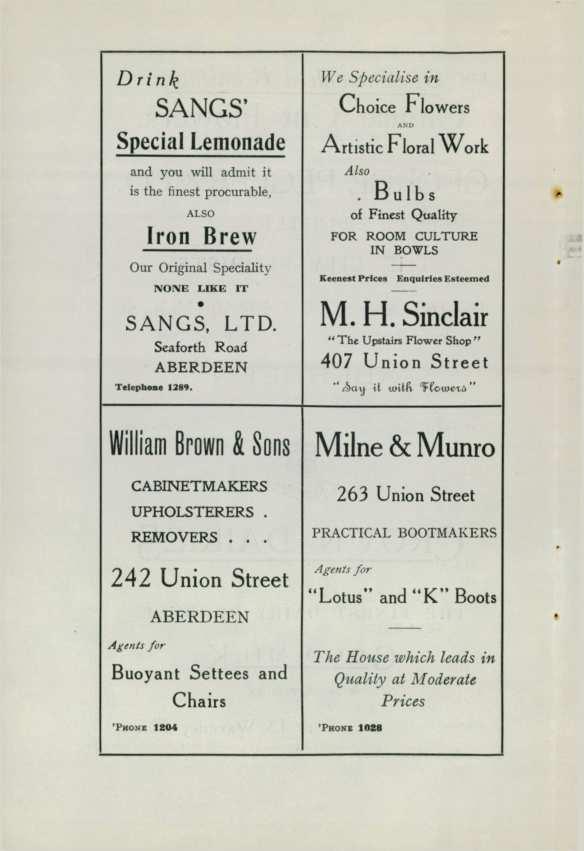 Drink
SANGS'
Special Lemonade
and you will admit it
is the finest procurable,
ALSO
Iron Brew
Our Original Speciality
NONE LIKE IT
•
SANGS, LTD.
Seaforth Road
ABERDEEN
Telephone 1289.
We Specialise in
Choice Flowers
AND
Artistic Floral Work
Also
. Bulbs
of Finest Quality
FOR ROOM CULTURE
IN BOWLS
Keenest Prices Enquiries Esteemed
M. H. Sinclair
"The Upstairs Flower Shop"
407 Union Street
"Say it with Flowers"
William Brown & Sons
CABINETMAKERS
UPHOLSTERERS .
REMOVERS . . .
242 Union Street
ABERDEEN
Agents for
Buoyant Settees and
Chairs
'PHONE 1204
Milne & Munro
263 Union Street
PRACTICAL BOOTMAKERS
Agents for
"Lotus" and "K" Boots
The House which leads in
Quality at Moderate
Prices
'PHONE 1028